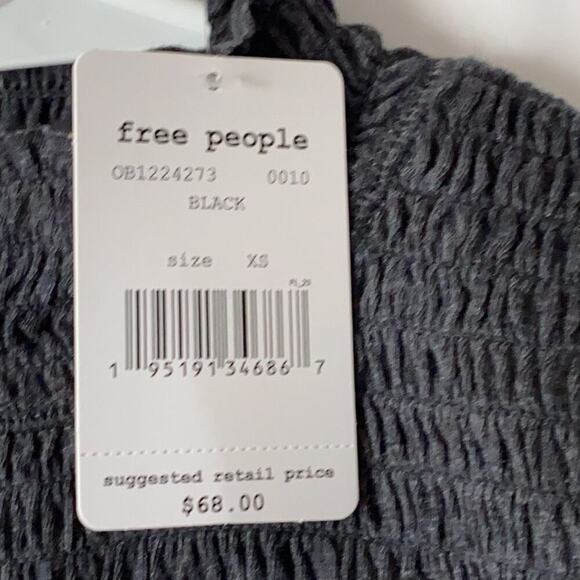 free people
OB1224273 0010
BLACK
size XS
1 95191 34686 7
suggested retail price
$68.00